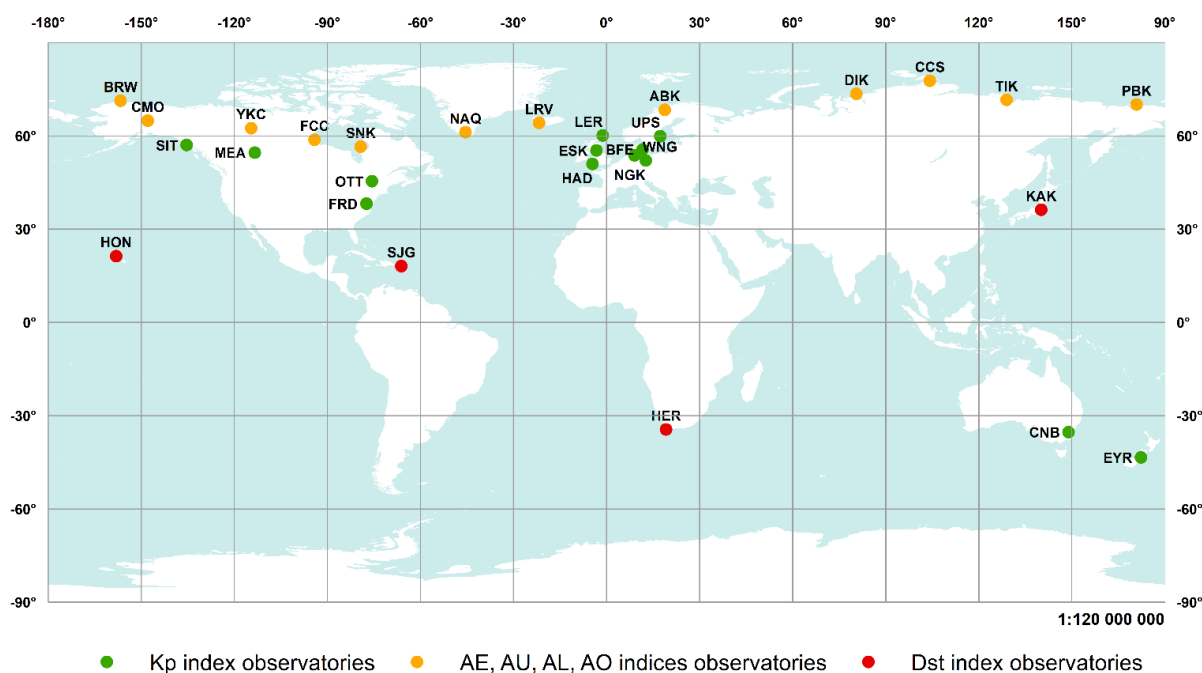 -180° -150° -120° -90° -60° -30° 0° 30° 60° 90° 120° 150° 90°
CCS
DIK
TIK
BRW
PBK
ABK
CMO
LRV
YKC
NAQ
LER UPS
FCC
SNK
60° 60°
SIT
MEA
ESK BFE WNG
HAD
NGK
OTT
KAK
FRD
30° 30°
HON
SJG
0° 0°
-30° -30°
HER
CNB
EYR
-60° -60°
-90° -90°
1:120 000 000
Kp index observatories AE, AU, AL, AO indices observatories Dst index observatories